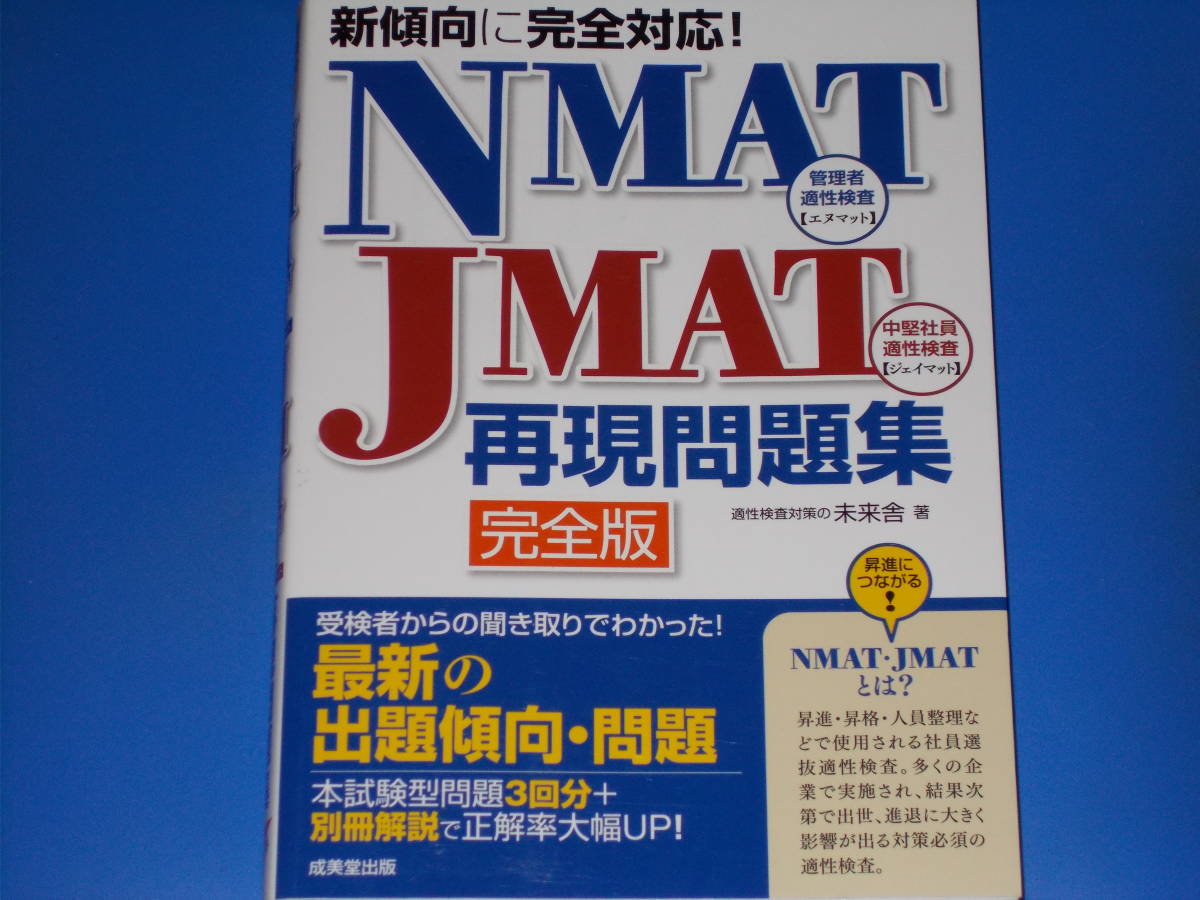 新傾向に完全対応!
NMAT
管理者
適性検査
【エヌマット】
JMAT
中堅社員
適性検査
【ジェイマット】
再現問題集
完全版
適性検査対策の 未来舎 著
受検者からの聞き取りでわかった!
最新の
出題傾向・問題
本試験型問題3回分+
別冊解説で正解率大幅UP!
成美堂出版
昇進に
つながる
!
NMAT・JMAT
とは?
昇進・昇格・人員整理な
どで使用される社員選
抜適性検査。多くの企
業で実施され、結果次
第で出世、進退に大きく
影響が出る対策必須の
適性検査。